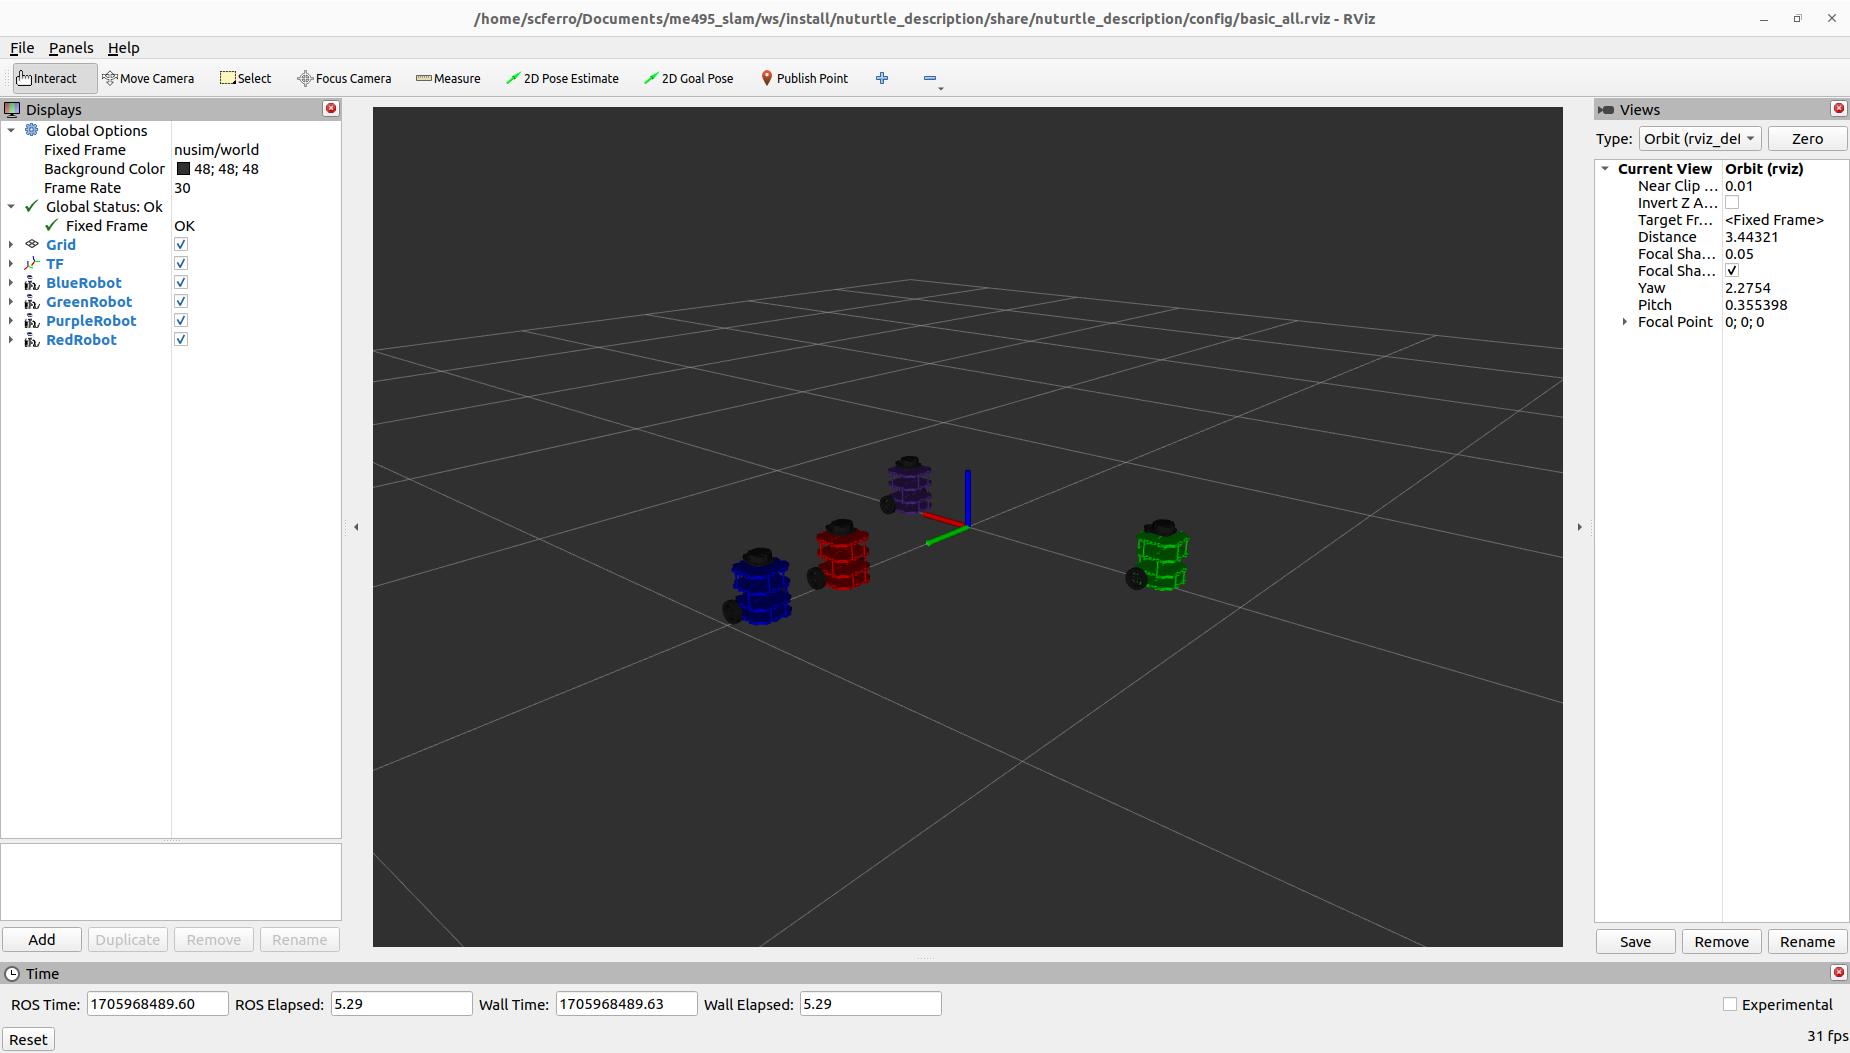 /home/scferro/Documents/me495_slam/ws/install/nuturtle_description/share/nuturtle_description/config/basic_all.rviz - RViz
File Panels Help
Interact Move Camera Select Focus Camera Measure 2D Pose Estimate 2D Goal Pose Publish Point
Displays
Global Options
Fixed Frame nusim/world
Background Color 48; 48; 48
Frame Rate 30
Global Status: Ok
Fixed Frame OK
Grid
TF
BlueRobot
GreenRobot
PurpleRobot
RedRobot
Add Duplicate Remove Rename
Views
Type: Orbit (rviz_def Zero
Current View Orbit (rviz)
Near Clip ... 0.01
Invert Z A...
Target Fr... <Fixed Frame>
Distance 3.44321
Focal Sha... 0.05
Focal Sha...
Yaw 2.2754
Pitch 0.355398
Focal Point 0; 0; 0
Save Remove Rename
Time
ROS Time: 1705968489.60 ROS Elapsed: 5.29 Wall Time: 1705968489.63 Wall Elapsed: 5.29 Experimental
Reset 31 fps